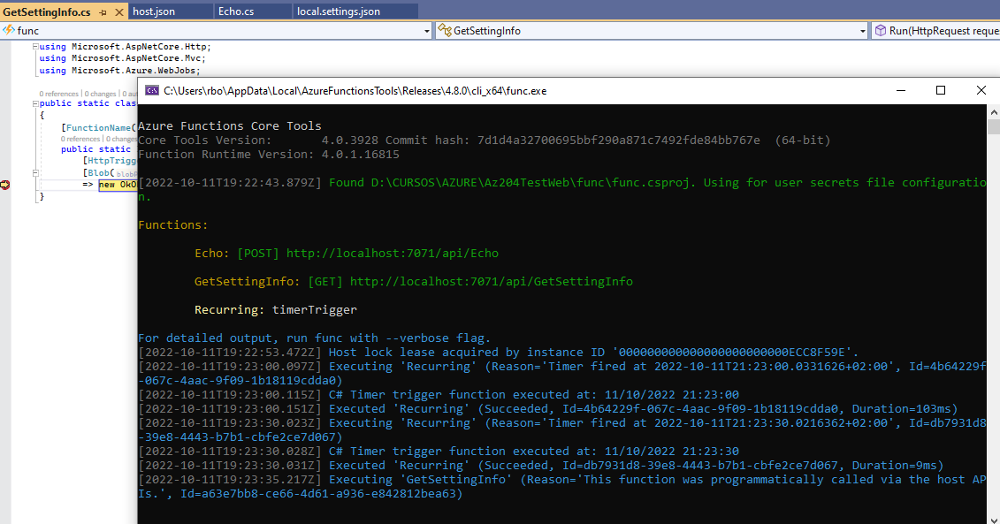 GetSettingInfo.cs host.json Echo.cs local.settings.json
func GetSettingInfo Run(HttpRequest reque
using Microsoft.AspNetCore.Http;
using Microsoft.AspNetCore.Mvc;
using Microsoft.Azure.WebJobs;
C:\Users\rbo\AppData\Local\AzureFunctionsTools\Releases\4.8.0\cli_x64\func.exe
0 references | 0 changes | 0 au
public static clas
{
[FunctionName(
0 references | 0 changes
public static
[HttpTrigg
[Blob( blobP
=> new OkO
}
Azure Functions Core Tools
Core Tools Version: 4.0.3928 Commit hash: 7d1d4a32700695bbf290a871c7492fde84bb767e (64-bit)
Function Runtime Version: 4.0.1.16815
[2022-10-11T19:22:43.879Z] Found D:\CURSOS\AZURE\Az204TestWeb\func\func.csproj. Using for user secrets file configuratio
n.
Functions:
Echo: [POST] http://localhost:7071/api/Echo
GetSettingInfo: [GET] http://localhost:7071/api/GetSettingInfo
Recurring: timerTrigger
For detailed output, run func with --verbose flag.
[2022-10-11T19:22:53.472Z] Host lock lease acquired by instance ID '000000000000000000000000ECC8F59E'.
[2022-10-11T19:23:00.097Z] Executing 'Recurring' (Reason='Timer fired at 2022-10-11T21:23:00.0331626+02:00', Id=4b64229f
-067c-4aac-9f09-1b18119cdda0)
[2022-10-11T19:23:00.115Z] C# Timer trigger function executed at: 11/10/2022 21:23:00
[2022-10-11T19:23:00.151Z] Executed 'Recurring' (Succeeded, Id=4b64229f-067c-4aac-9f09-1b18119cdda0, Duration=103ms)
[2022-10-11T19:23:30.023Z] Executing 'Recurring' (Reason='Timer fired at 2022-10-11T21:23:30.0216362+02:00', Id=db7931d8
-39e8-4443-b7b1-cbfe2ce7d067)
[2022-10-11T19:23:30.028Z] C# Timer trigger function executed at: 11/10/2022 21:23:30
[2022-10-11T19:23:30.031Z] Executed 'Recurring' (Succeeded, Id=db7931d8-39e8-4443-b7b1-cbfe2ce7d067, Duration=9ms)
[2022-10-11T19:23:35.217Z] Executing 'GetSettingInfo' (Reason='This function was programmatically called via the host AP
Is.', Id=a63e7bb8-ce66-4d61-a936-e842812bea63)